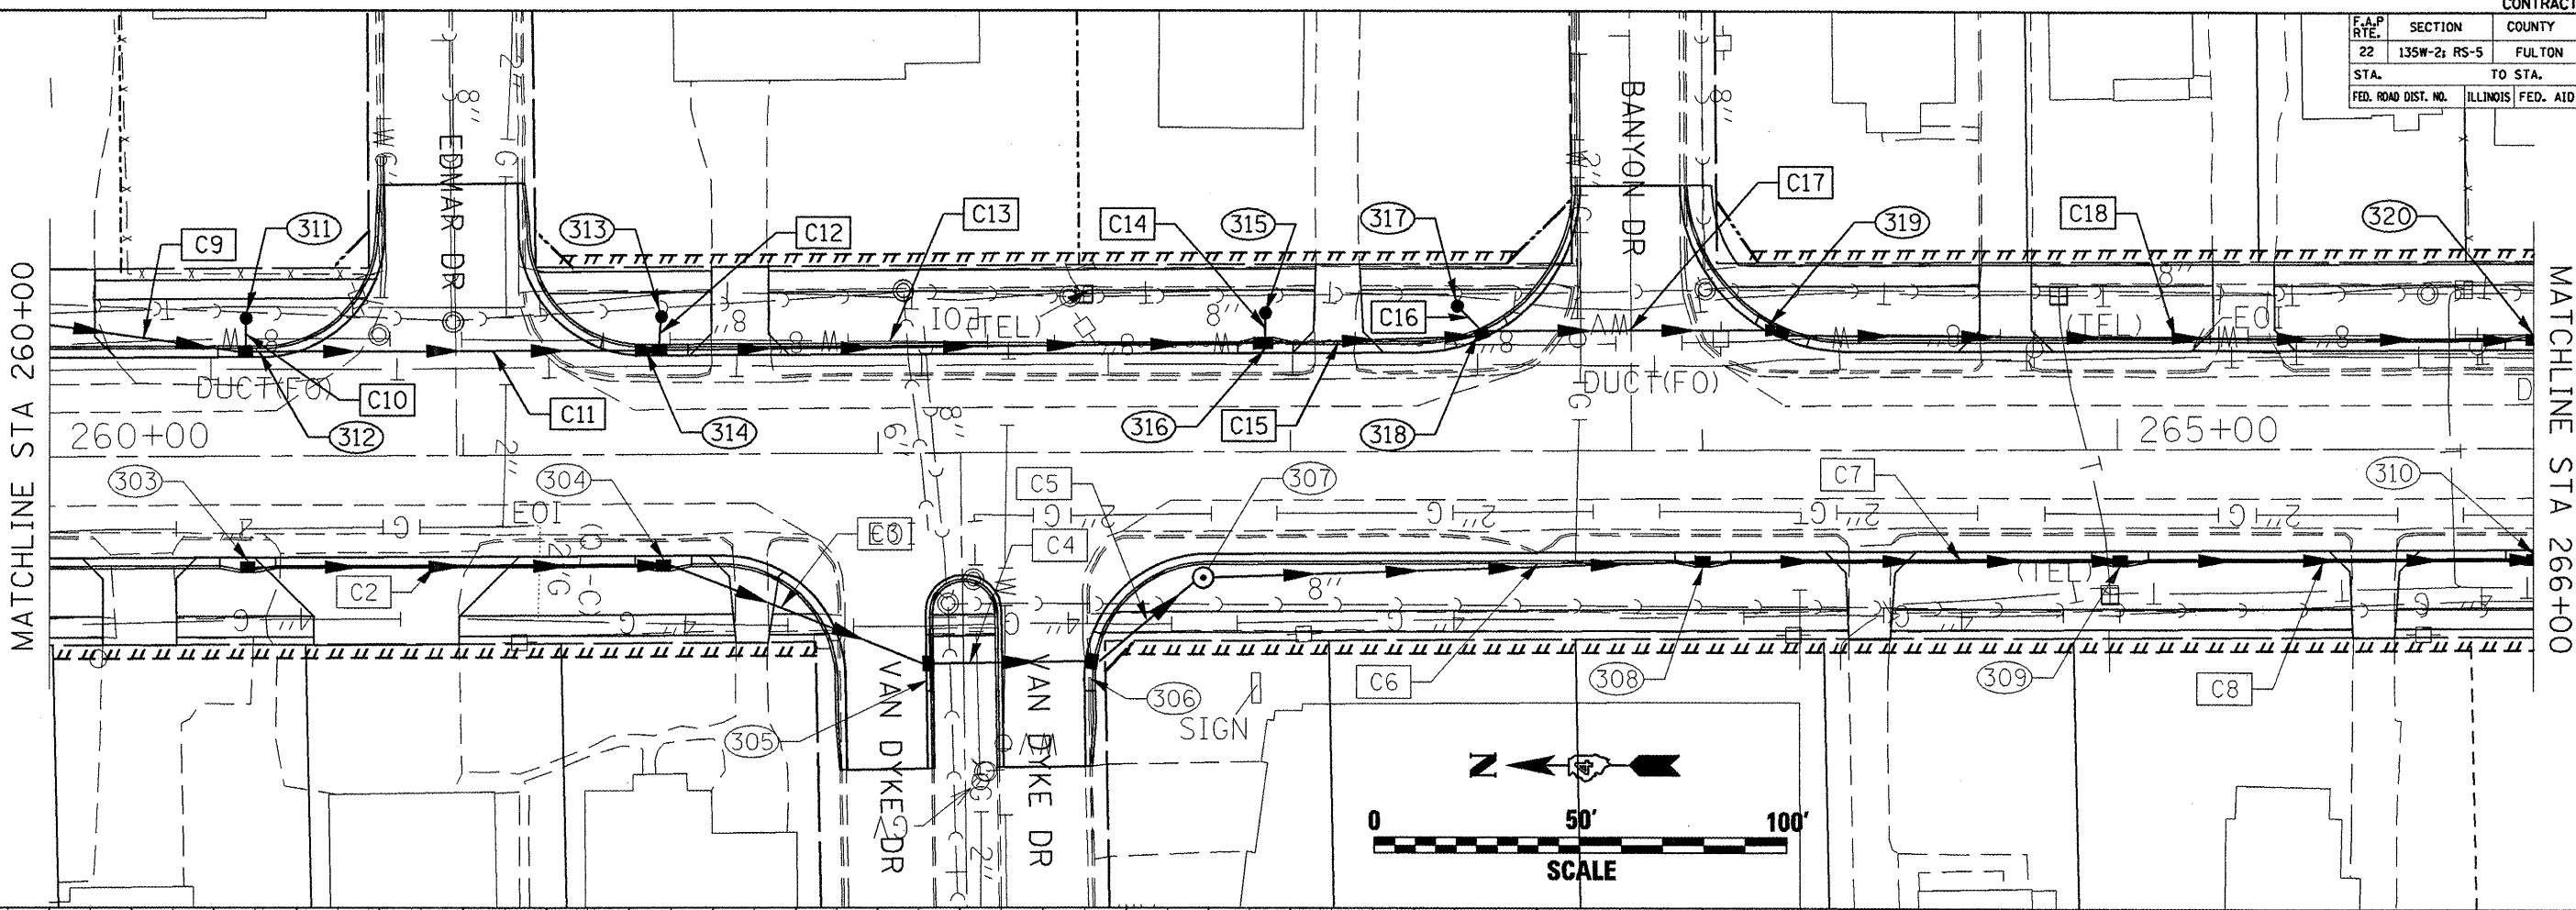 CONTRACT
F.A.P RTE. SECTION COUNTY
22 135W-2; RS-5 FULTON
STA. TO STA.
FED. ROAD DIST. NO. ILLINOIS FED. AID
MATCHLINE STA 260+00
EDMAR DR
BANYON DR
C9
311
313
C12
C13
C14
315
317
C16
C17
319
C18
320
(TEL)
(TEL)
EOI
DUCT(FO)
C10
312
C11
314
316
C15
318
DUCT(FO)
260+00
265+00
MATCHLINE STA 266+00
303
304
EOI
C5
307
C4
C7
310
C2
(TEL)
305
306
C6
308
309
C8
SIGN
VAN DYKE DR
VAN DYKE DR
GV
N
0 50' 100'
SCALE